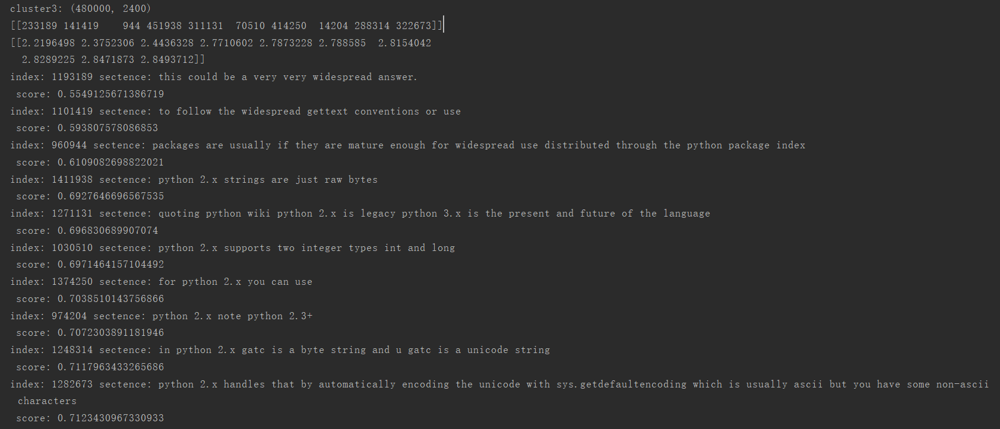 cluster3: (480000, 2400)
[[233189 141419    944 451938 311131  70510 414250  14204 288314 322673]]
[[2.2196498 2.3752306 2.4436328 2.7710602 2.7873228 2.788585  2.8154042
  2.8289225 2.8471873 2.8493712]]
index: 1193189 sectence: this could be a very very widespread answer.
 score: 0.5549125671386719
index: 1101419 sectence: to follow the widespread gettext conventions or use
 score: 0.593807578086853
index: 960944 sectence: packages are usually if they are mature enough for widespread use distributed through the python package index
 score: 0.6109082698822021
index: 1411938 sectence: python 2.x strings are just raw bytes
 score: 0.6927646696567535
index: 1271131 sectence: quoting python wiki python 2.x is legacy python 3.x is the present and future of the language
 score: 0.696830689907074
index: 1030510 sectence: python 2.x supports two integer types int and long
 score: 0.6971464157104492
index: 1374250 sectence: for python 2.x you can use
 score: 0.7038510143756866
index: 974204 sectence: python 2.x note python 2.3+
 score: 0.7072303891181946
index: 1248314 sectence: in python 2.x gatc is a byte string and u gatc is a unicode string
 score: 0.7117963433265686
index: 1282673 sectence: python 2.x handles that by automatically encoding the unicode with sys.getdefaultencoding which is usually ascii but you have some non-ascii
 characters
 score: 0.7123430967330933